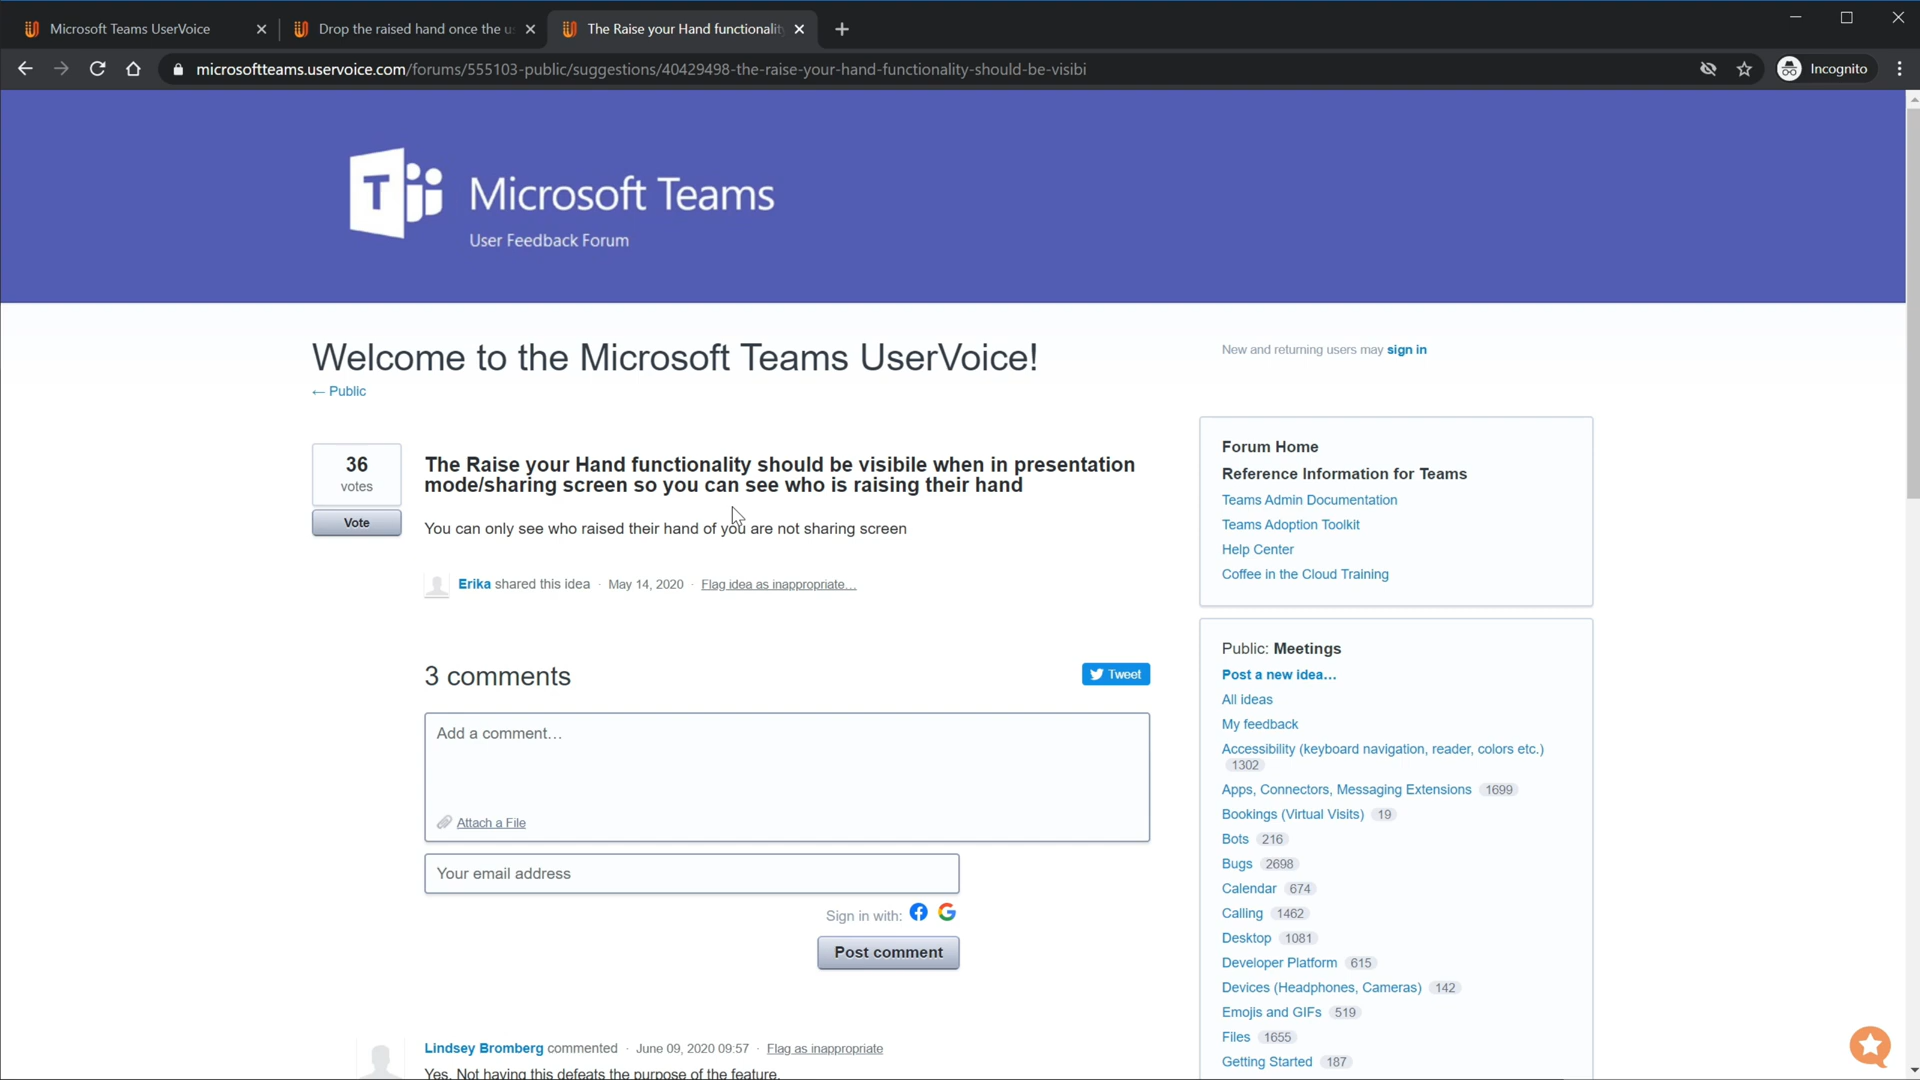 Microsoft Teams UserVoice
Drop the raised hand once the u
The Raise your Hand functionalit
microsoftteams.uservoice.com/forums/555103-public/suggestions/40429498-the-raise-your-hand-functionality-should-be-visibi
Incognito
T
Microsoft Teams
User Feedback Forum
Welcome to the Microsoft Teams UserVoice!
← Public
New and returning users may sign in
36
votes
Vote
The Raise your Hand functionality should be visibile when in presentation
mode/sharing screen so you can see who is raising their hand
You can only see who raised their hand of you are not sharing screen
Erika shared this idea · May 14, 2020 · Flag idea as inappropriate…
3 comments
Tweet
Add a comment…
Attach a File
Your email address
Sign in with:
Post comment
Lindsey Bromberg commented · June 09, 2020 09:57 · Flag as inappropriate
Yes. Not having this defeats the purpose of the feature.
Forum Home
Reference Information for Teams
Teams Admin Documentation
Teams Adoption Toolkit
Help Center
Coffee in the Cloud Training
Public: Meetings
Post a new idea…
All ideas
My feedback
Accessibility (keyboard navigation, reader, colors etc.)
1302
Apps, Connectors, Messaging Extensions 1699
Bookings (Virtual Visits) 19
Bots 216
Bugs 2698
Calendar 674
Calling 1462
Desktop 1081
Developer Platform 615
Devices (Headphones, Cameras) 142
Emojis and GIFs 519
Files 1655
Getting Started 187